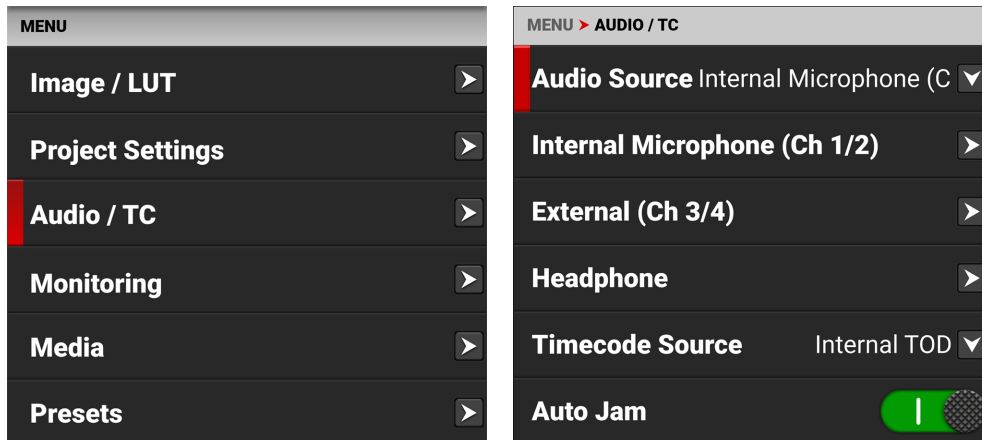 MENU
Image / LUT
Project Settings
Audio / TC
Monitoring
Media
Presets
MENU ➤ AUDIO / TC
Audio Source Internal Microphone (C
Internal Microphone (Ch 1/2)
External (Ch 3/4)
Headphone
Timecode Source Internal TOD
Auto Jam